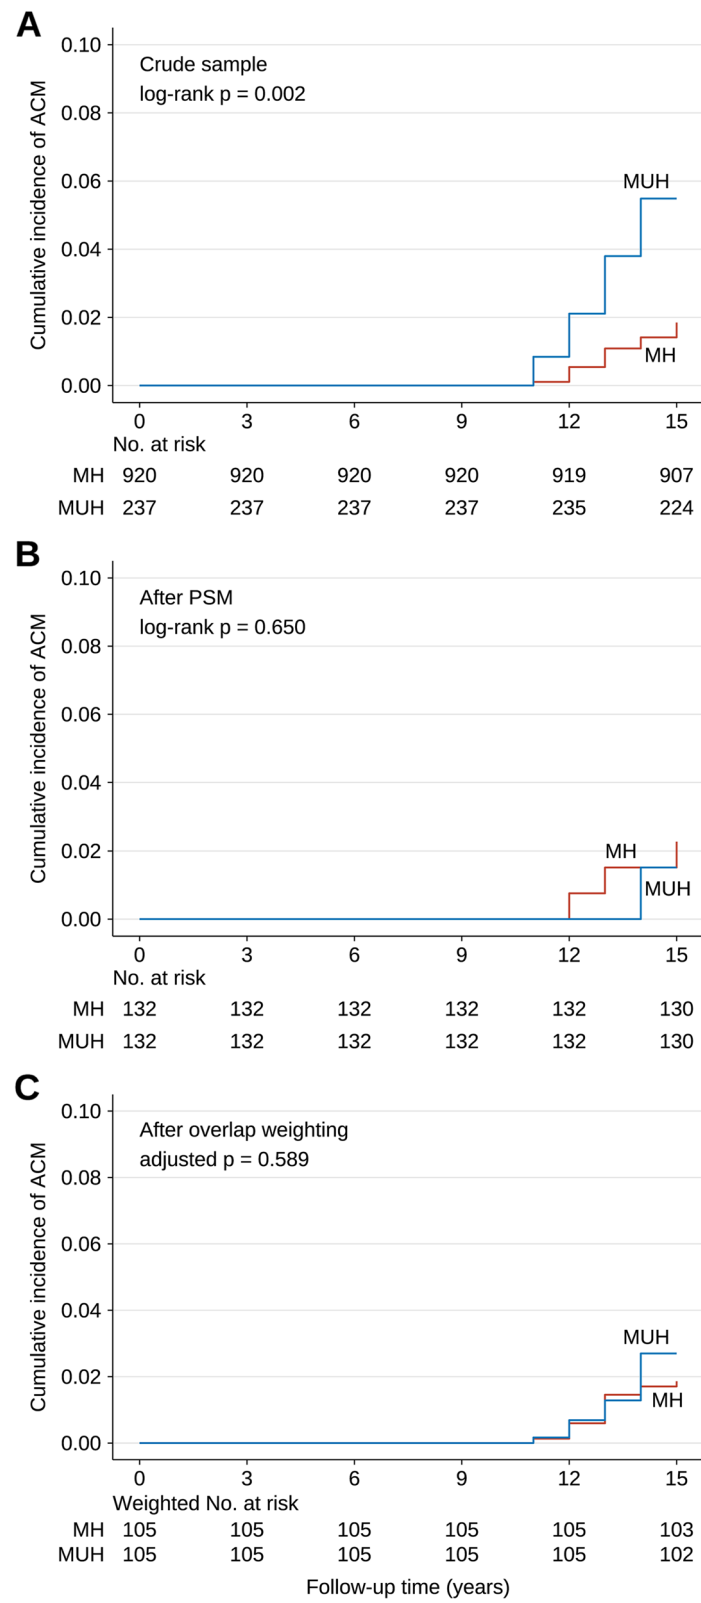 A
Cumulative incidence of ACM
0.10
0.08
0.06
0.04
0.02
0.00
Crude sample
log-rank p = 0.002
MUH
MH
0 3 6 9 12 15
No. at risk
MH 920 920 920 920 919 907
MUH 237 237 237 237 235 224
B
Cumulative incidence of ACM
0.10
0.08
0.06
0.04
0.02
0.00
After PSM
log-rank p = 0.650
MH
MUH
0 3 6 9 12 15
No. at risk
MH 132 132 132 132 132 130
MUH 132 132 132 132 132 130
C
Cumulative incidence of ACM
0.10
0.08
0.06
0.04
0.02
0.00
After overlap weighting
adjusted p = 0.589
MUH
MH
0 3 6 9 12 15
Weighted No. at risk
MH 105 105 105 105 105 103
MUH 105 105 105 105 105 102
Follow-up time (years)